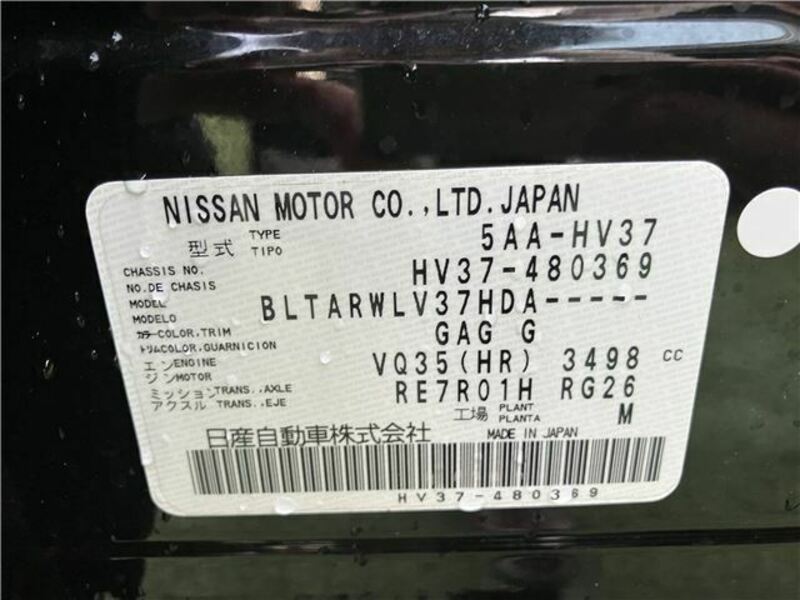 NISSAN MOTOR CO.,LTD.JAPAN
型式 TYPE TIPO 5AA-HV37
CHASSIS NO. NO.DE CHASIS HV37-480369
MODEL MODELO BLTARWLV37HDA-----
カラー COLOR,TRIM トリム COLOR,GUARNICION GAG G
エンジン ENGINE MOTOR VQ35(HR) 3498 CC
ミッション アクスル TRANS.,AXLE TRANS.,EJE RE7R01H RG26
工場 PLANT PLANTA M
日産自動車株式会社 MADE IN JAPAN
HV37-480369